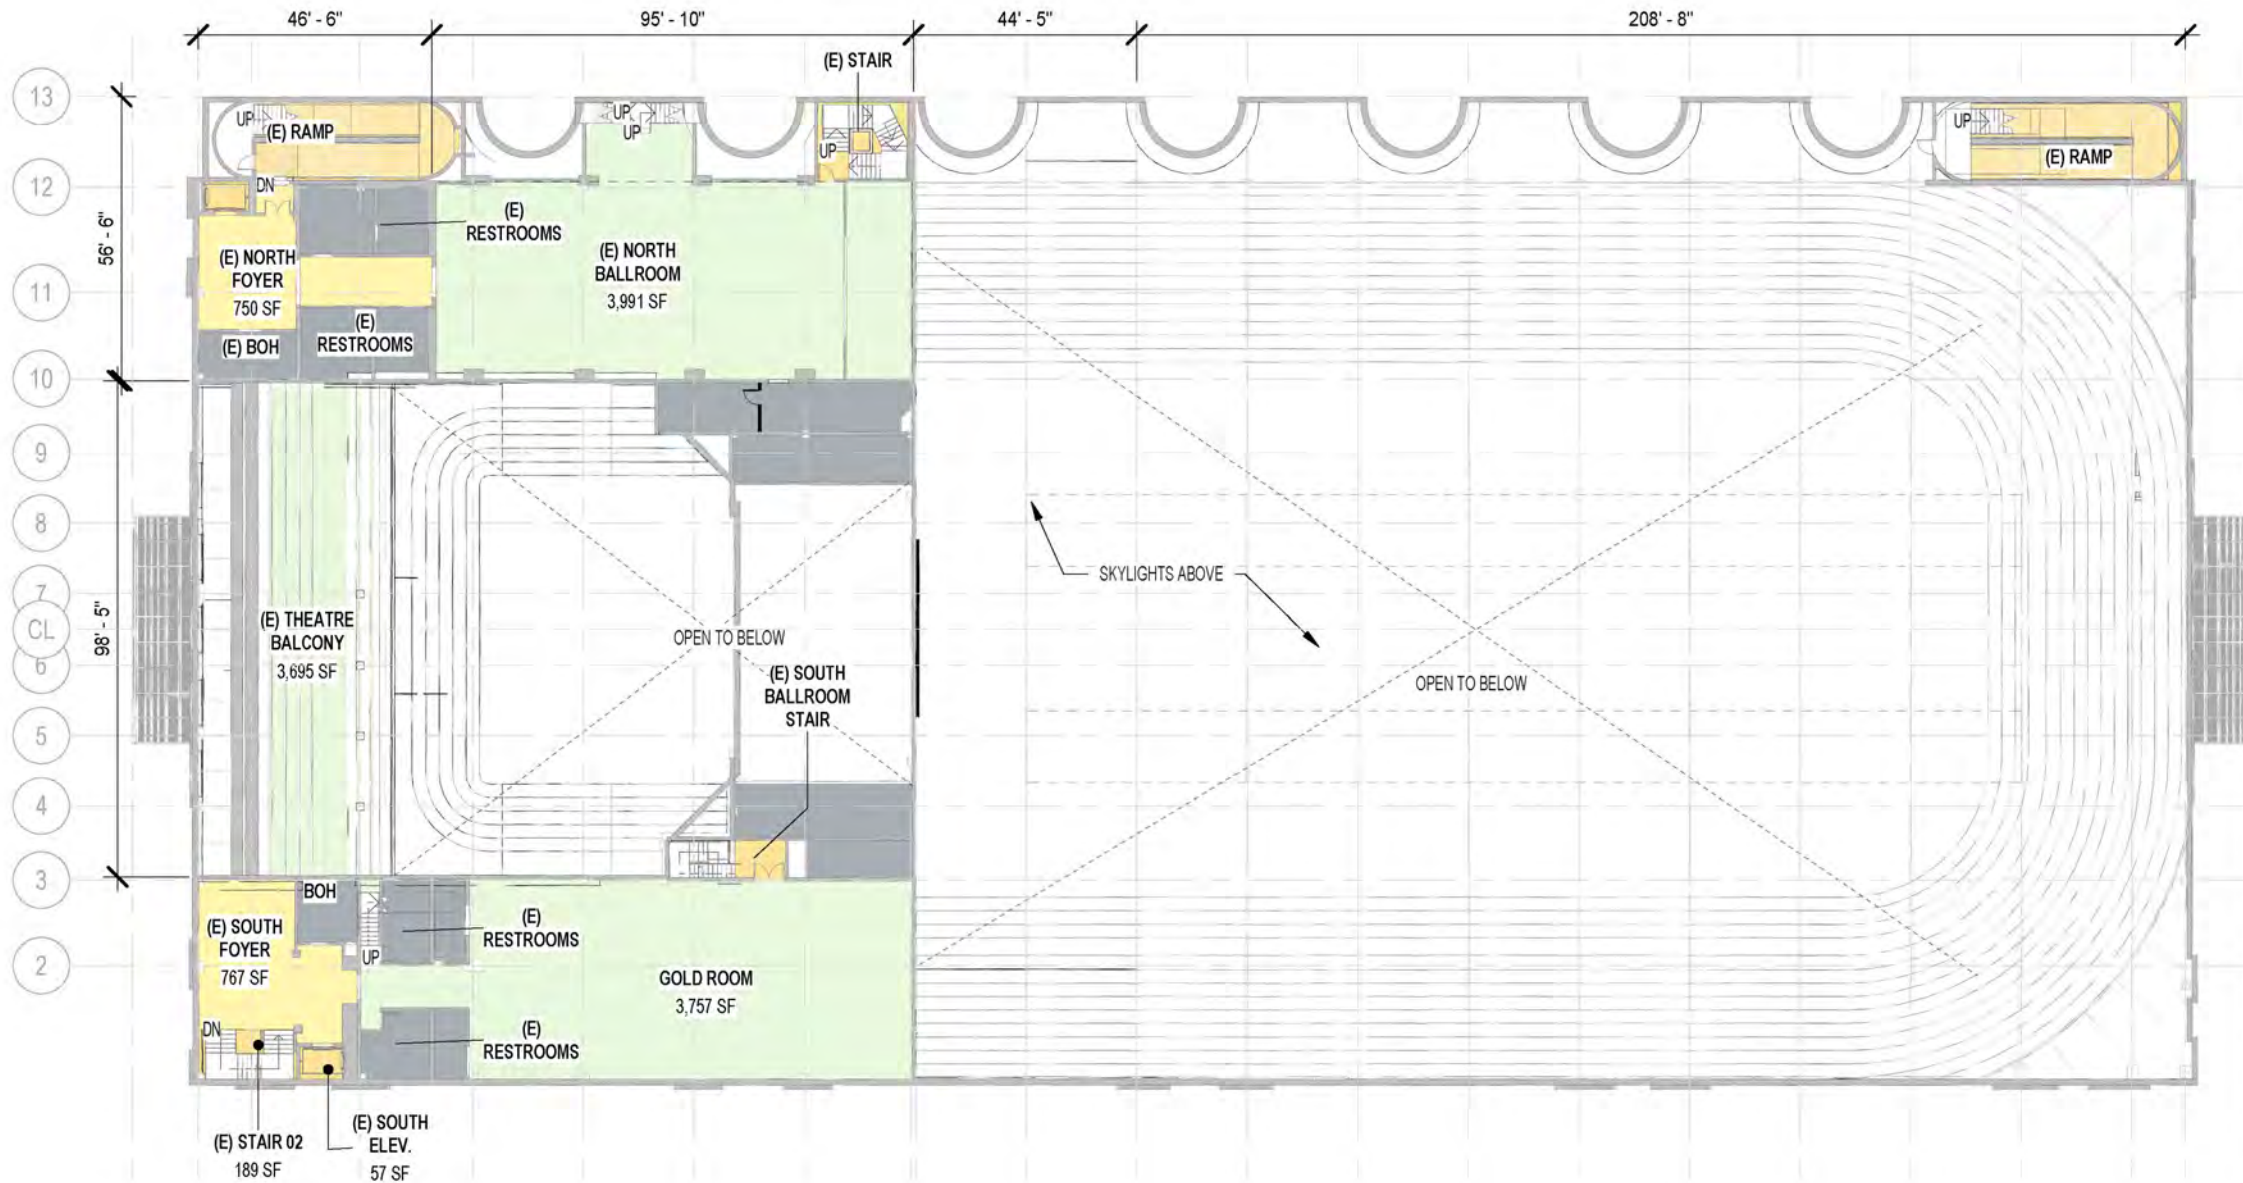 46' - 6"
95' - 10"
44' - 5"
208' - 8"
(E) STAIR
13
12
11
10
9
8
7
CL
6
5
4
3
2
56' - 6"
98' - 5"
UP
(E) RAMP
DN
UP
UP
UP
UP
(E) RAMP
(E)
RESTROOMS
(E) NORTH
FOYER
750 SF
(E) NORTH
BALLROOM
3,991 SF
(E) BOH
(E)
RESTROOMS
SKYLIGHTS ABOVE
(E) THEATRE
BALCONY
3,695 SF
OPEN TO BELOW
(E) SOUTH
BALLROOM
STAIR
OPEN TO BELOW
BOH
(E) SOUTH
FOYER
767 SF
UP
(E)
RESTROOMS
GOLD ROOM
3,757 SF
DN
(E)
RESTROOMS
(E) STAIR 02
189 SF
(E) SOUTH
ELEV.
57 SF